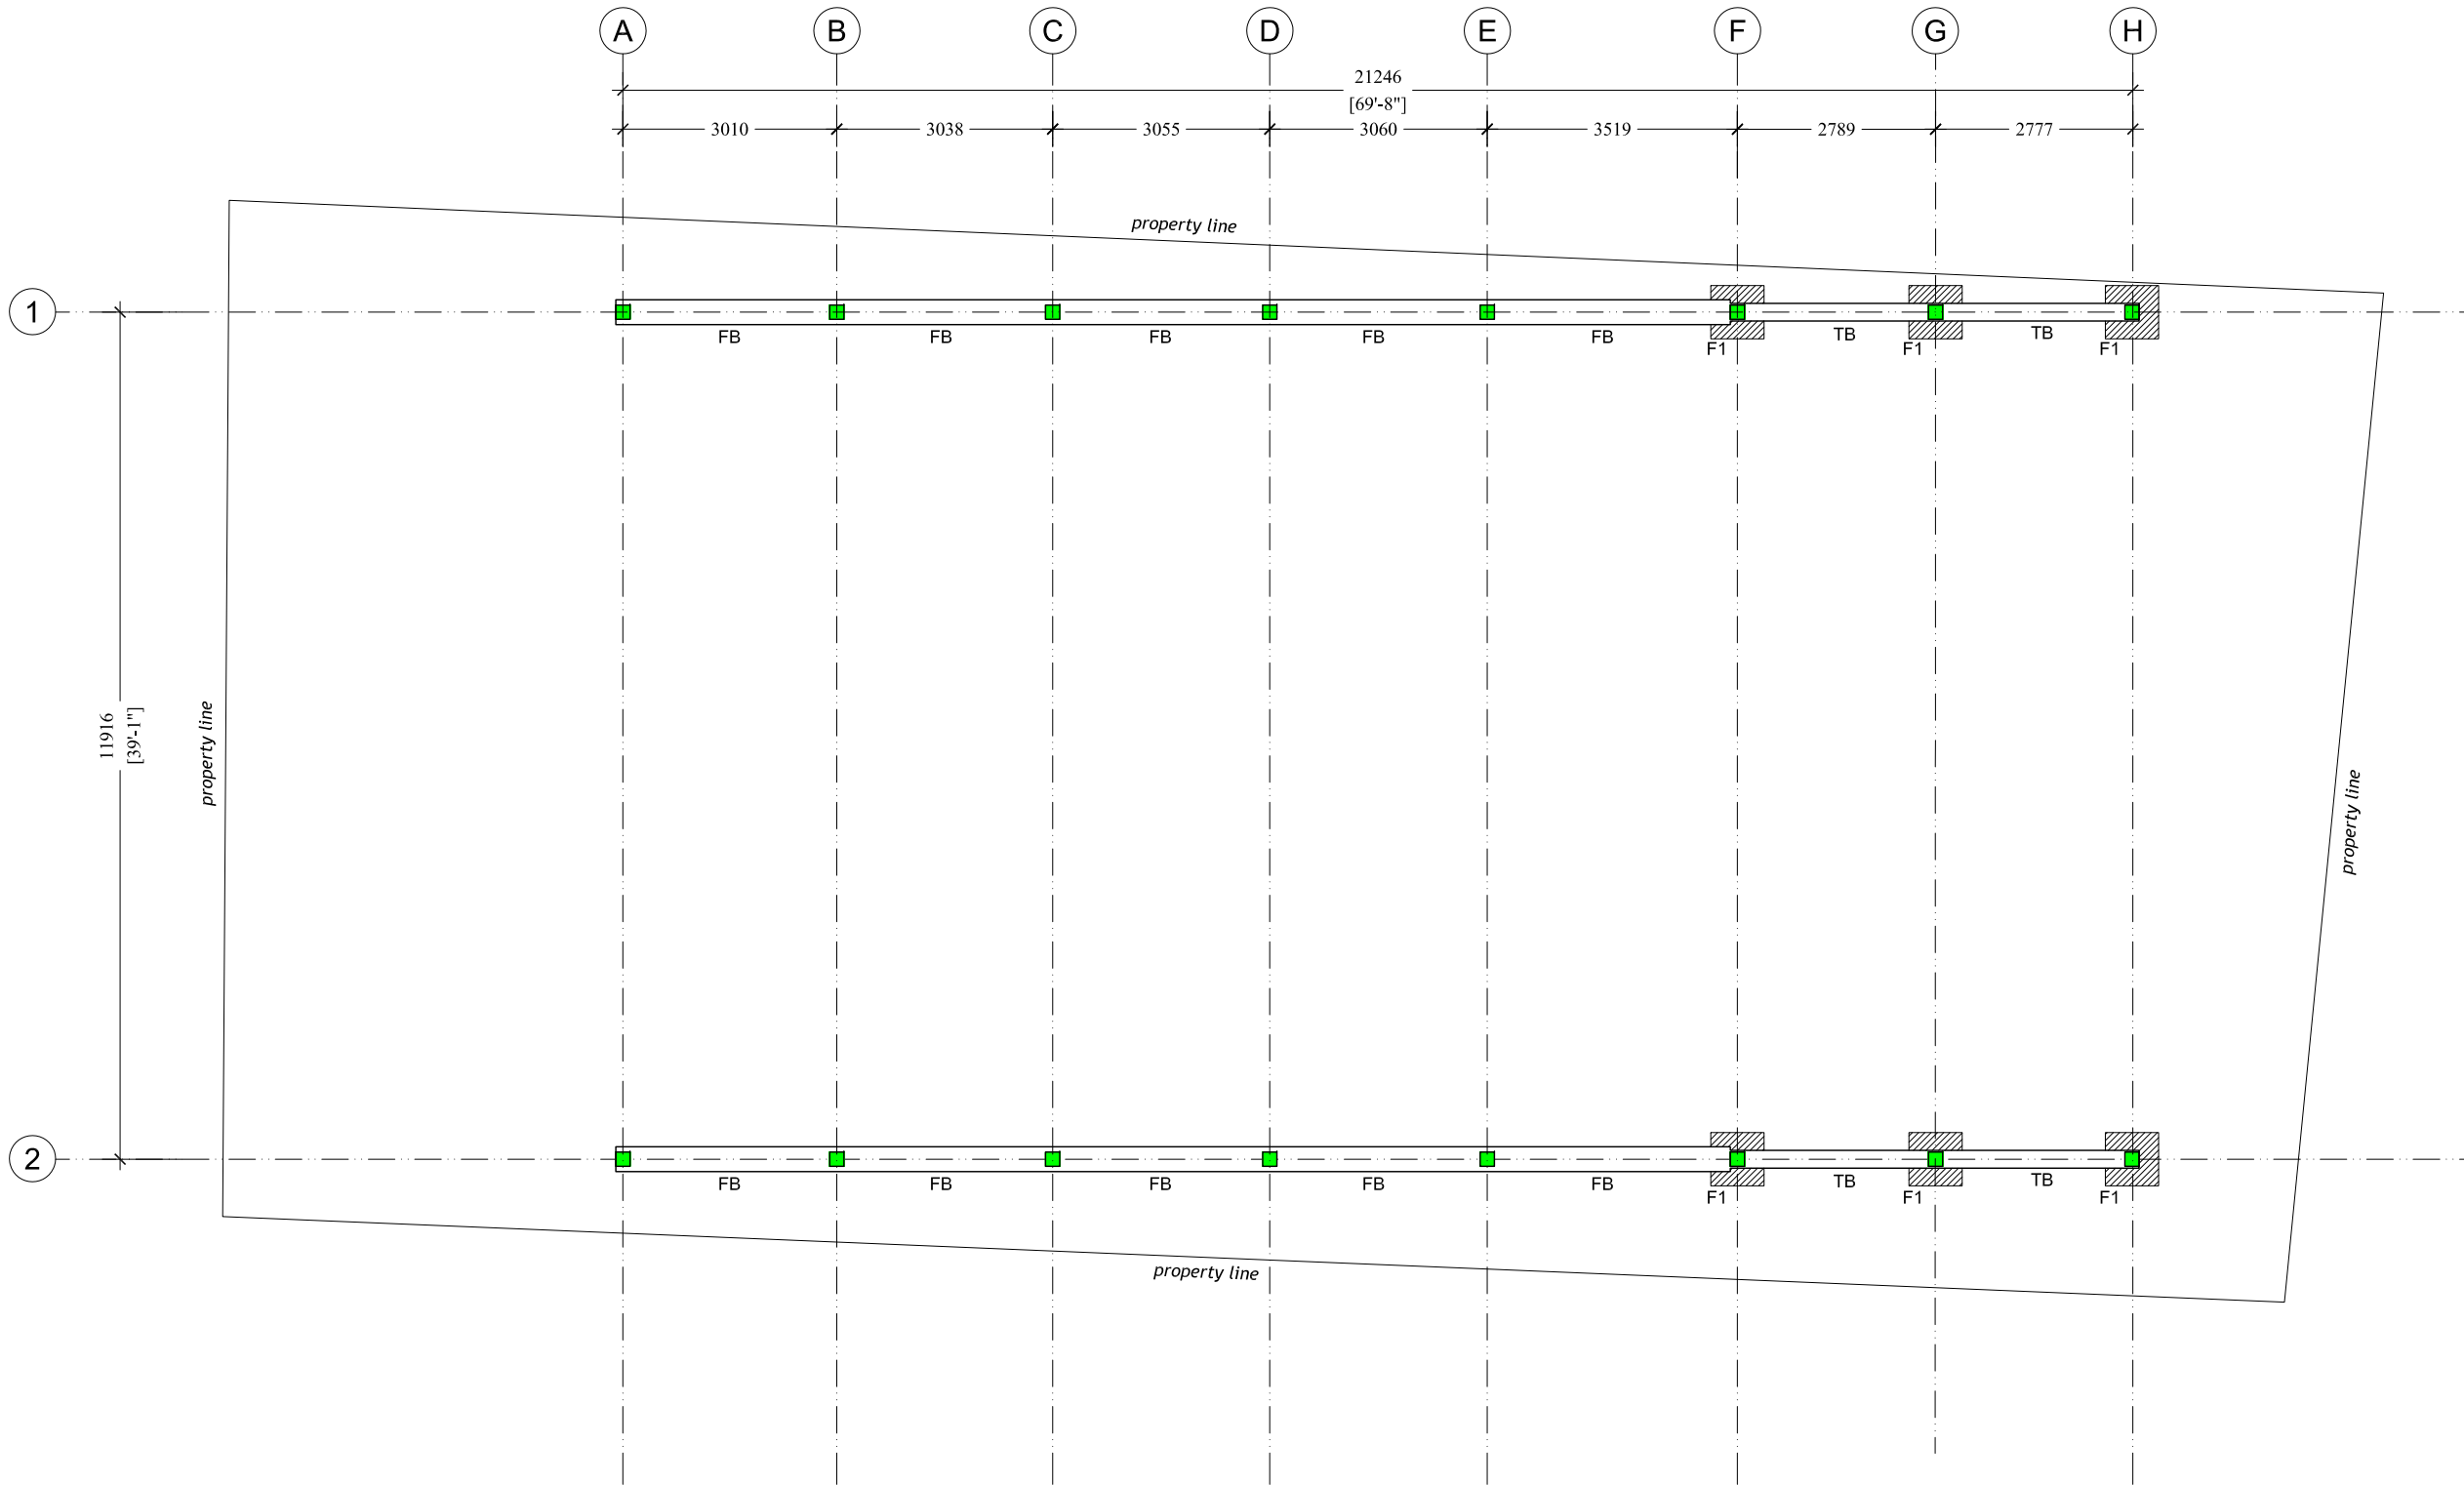 A B C D E F G H
21246
[69'-8"]
3010 3038 3055 3060 3519 2789 2777
property line
1
FB FB FB FB FB F1 TB F1 TB F1
11916
[39'-1"]
property line
property line
2
FB FB FB FB FB F1 TB F1 TB F1
property line